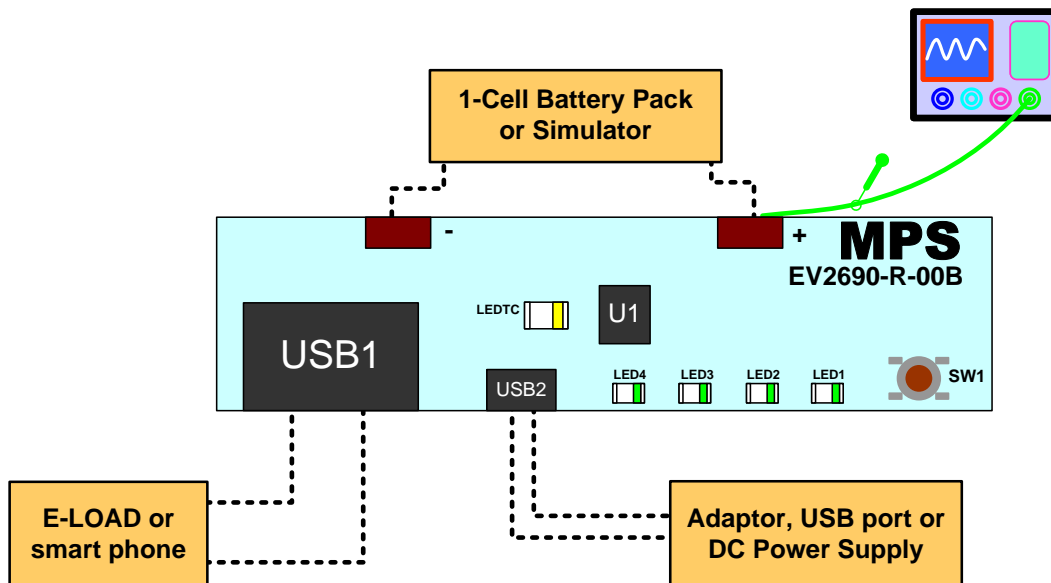 1-Cell Battery Pack
or Simulator
-
+
MPS
EV2690-R-00B
LEDTC
U1
USB1
USB2
LED4
LED3
LED2
LED1
SW1
E-LOAD or
smart phone
Adaptor, USB port or
DC Power Supply